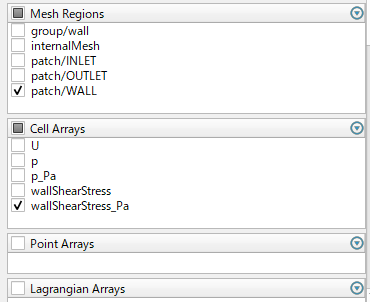 Mesh Regions
group/wall
internalMesh
patch/INLET
patch/OUTLET
patch/WALL
Cell Arrays
U
p
p_Pa
wallShearStress
wallShearStress_Pa
Point Arrays
Lagrangian Arrays